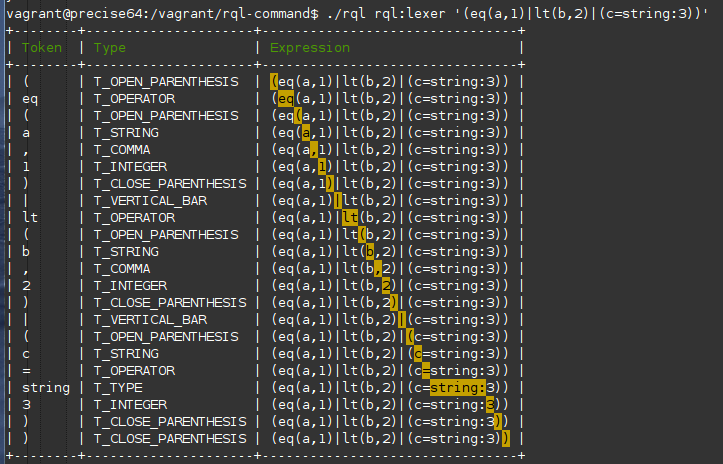 vagrant@precise64:/vagrant/rql-command$ ./rql rql:lexer '(eq(a,1)|lt(b,2)|(c=string:3))'
+--------+---------------------+--------------------------------+
| Token  | Type                | Expression                     |
+--------+---------------------+--------------------------------+
| (      | T_OPEN_PARENTHESIS  | (eq(a,1)|lt(b,2)|(c=string:3)) |
| eq     | T_OPERATOR          | (eq(a,1)|lt(b,2)|(c=string:3)) |
| (      | T_OPEN_PARENTHESIS  | (eq(a,1)|lt(b,2)|(c=string:3)) |
| a      | T_STRING            | (eq(a,1)|lt(b,2)|(c=string:3)) |
| ,      | T_COMMA             | (eq(a,1)|lt(b,2)|(c=string:3)) |
| 1      | T_INTEGER           | (eq(a,1)|lt(b,2)|(c=string:3)) |
| )      | T_CLOSE_PARENTHESIS | (eq(a,1)|lt(b,2)|(c=string:3)) |
| |      | T_VERTICAL_BAR      | (eq(a,1)|lt(b,2)|(c=string:3)) |
| lt     | T_OPERATOR          | (eq(a,1)|lt(b,2)|(c=string:3)) |
| (      | T_OPEN_PARENTHESIS  | (eq(a,1)|lt(b,2)|(c=string:3)) |
| b      | T_STRING            | (eq(a,1)|lt(b,2)|(c=string:3)) |
| ,      | T_COMMA             | (eq(a,1)|lt(b,2)|(c=string:3)) |
| 2      | T_INTEGER           | (eq(a,1)|lt(b,2)|(c=string:3)) |
| )      | T_CLOSE_PARENTHESIS | (eq(a,1)|lt(b,2)|(c=string:3)) |
| |      | T_VERTICAL_BAR      | (eq(a,1)|lt(b,2)|(c=string:3)) |
| (      | T_OPEN_PARENTHESIS  | (eq(a,1)|lt(b,2)|(c=string:3)) |
| c      | T_STRING            | (eq(a,1)|lt(b,2)|(c=string:3)) |
| =      | T_OPERATOR          | (eq(a,1)|lt(b,2)|(c=string:3)) |
| string | T_TYPE              | (eq(a,1)|lt(b,2)|(c=string:3)) |
| 3      | T_INTEGER           | (eq(a,1)|lt(b,2)|(c=string:3)) |
| )      | T_CLOSE_PARENTHESIS | (eq(a,1)|lt(b,2)|(c=string:3)) |
| )      | T_CLOSE_PARENTHESIS | (eq(a,1)|lt(b,2)|(c=string:3)) |
+--------+---------------------+--------------------------------+